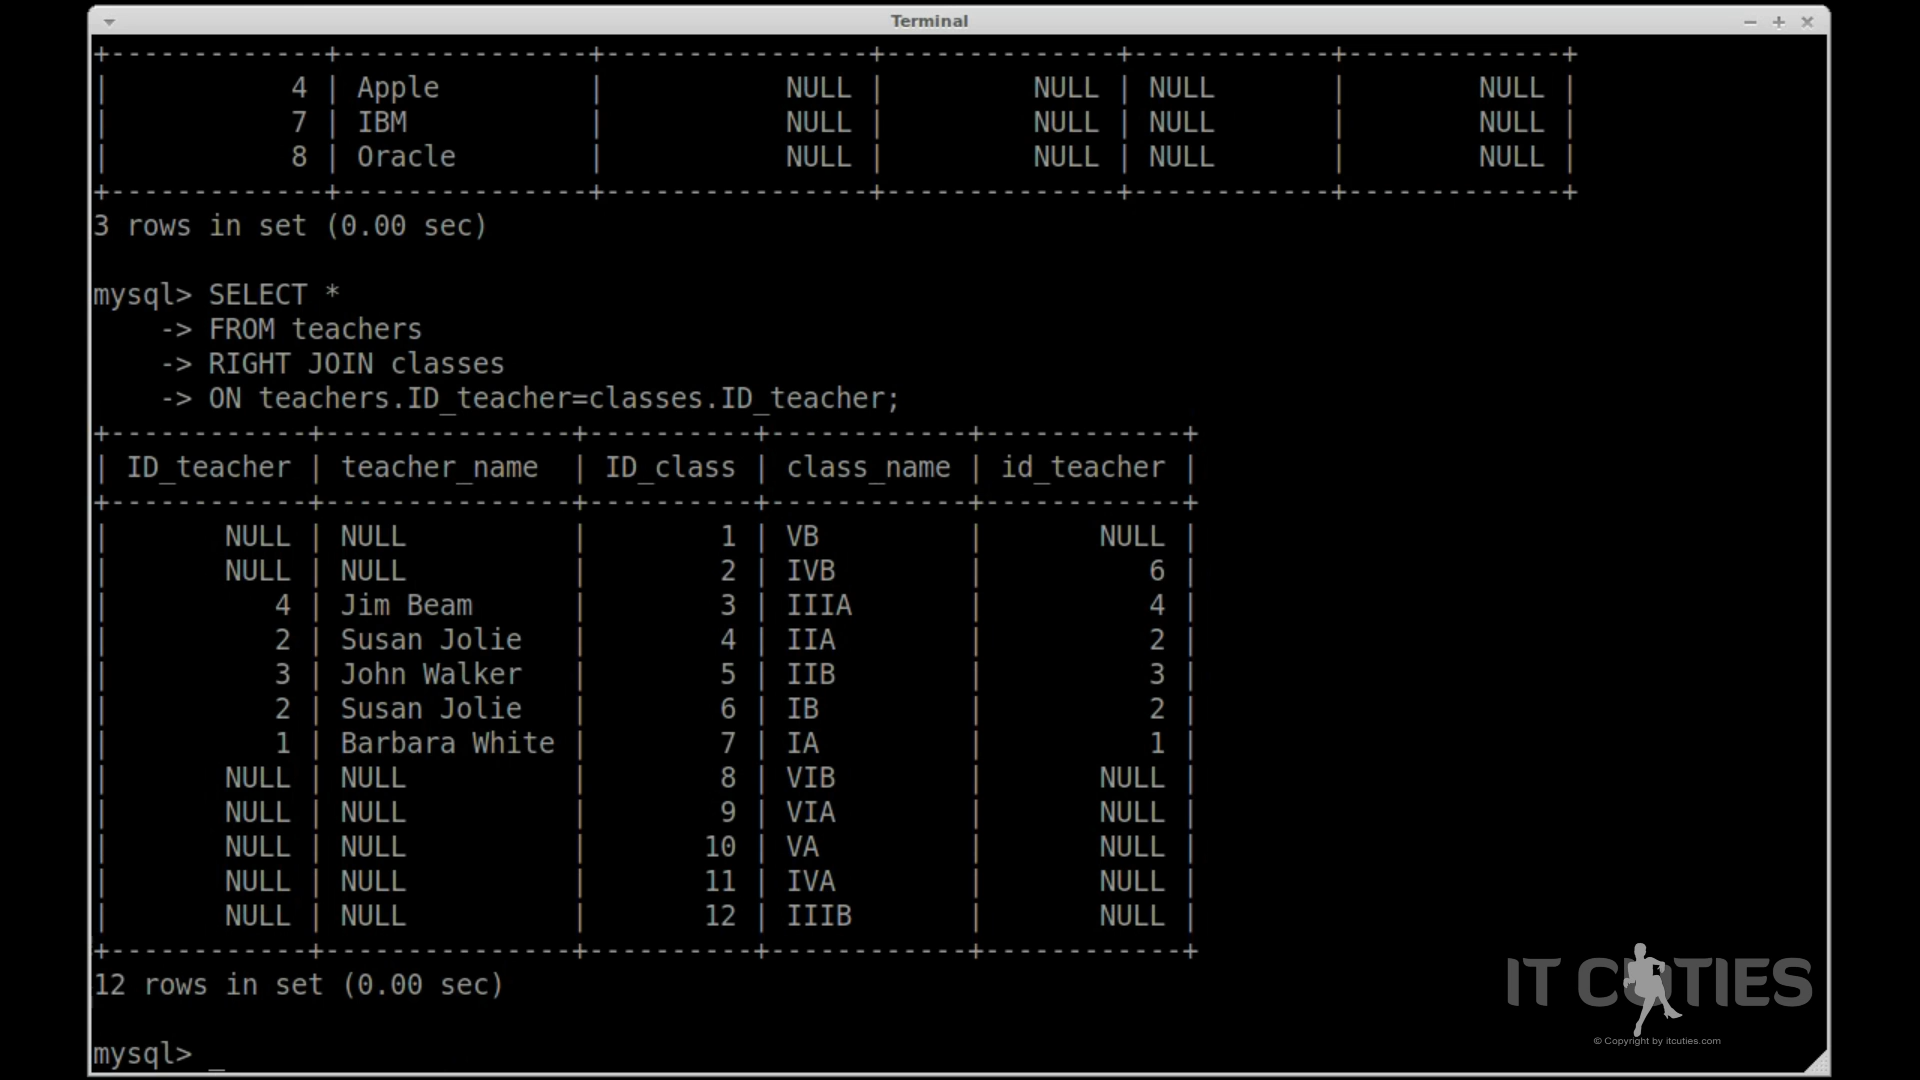 Terminal
+-------------+---------------+----------------+--------------+------------+-------------+
|           4 | Apple         |           NULL |         NULL | NULL       |        NULL |
|           7 | IBM           |           NULL |         NULL | NULL       |        NULL |
|           8 | Oracle        |           NULL |         NULL | NULL       |        NULL |
+-------------+---------------+----------------+--------------+------------+-------------+
3 rows in set (0.00 sec)
mysql> SELECT *
    -> FROM teachers
    -> RIGHT JOIN classes
    -> ON teachers.ID_teacher=classes.ID_teacher;
+------------+---------------+----------+------------+------------+
| ID_teacher | teacher_name  | ID_class | class_name | id_teacher |
+------------+---------------+----------+------------+------------+
|       NULL | NULL          |        1 | VB         |       NULL |
|       NULL | NULL          |        2 | IVB        |          6 |
|          4 | Jim Beam      |        3 | IIIA       |          4 |
|          2 | Susan Jolie   |        4 | IIA        |          2 |
|          3 | John Walker   |        5 | IIB        |          3 |
|          2 | Susan Jolie   |        6 | IB         |          2 |
|          1 | Barbara White |        7 | IA         |          1 |
|       NULL | NULL          |        8 | VIB        |       NULL |
|       NULL | NULL          |        9 | VIA        |       NULL |
|       NULL | NULL          |       10 | VA         |       NULL |
|       NULL | NULL          |       11 | IVA        |       NULL |
|       NULL | NULL          |       12 | IIIB       |       NULL |
+------------+---------------+----------+------------+------------+
12 rows in set (0.00 sec)
mysql> _
IT CUTIES
© Copyright by itcuties.com